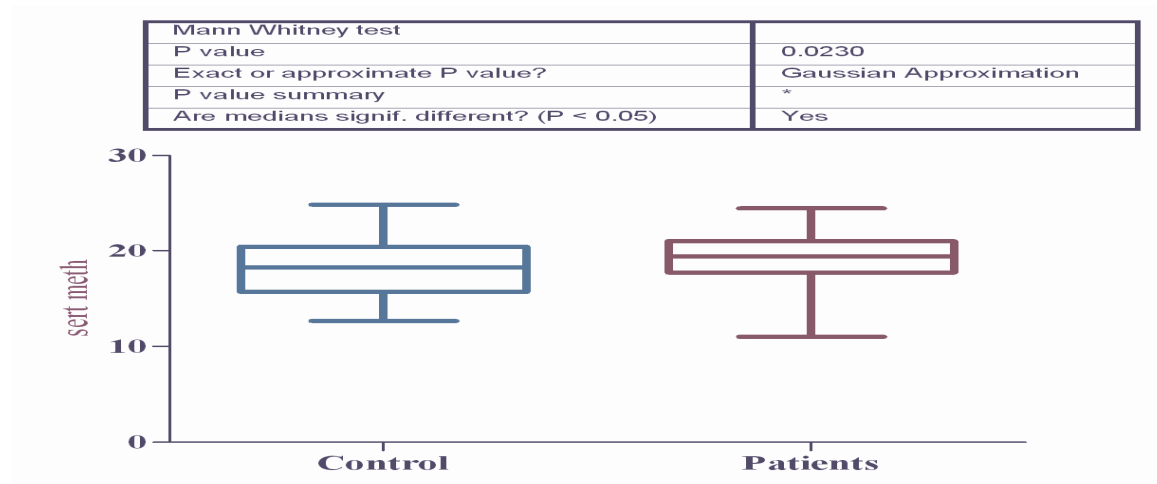 Mann Whitney test
P value 0.0230
Exact or approximate P value? Gaussian Approximation
P value summary *
Are medians signif. different? (P < 0.05) Yes
30
20
10
0
sert meth
Control Patients